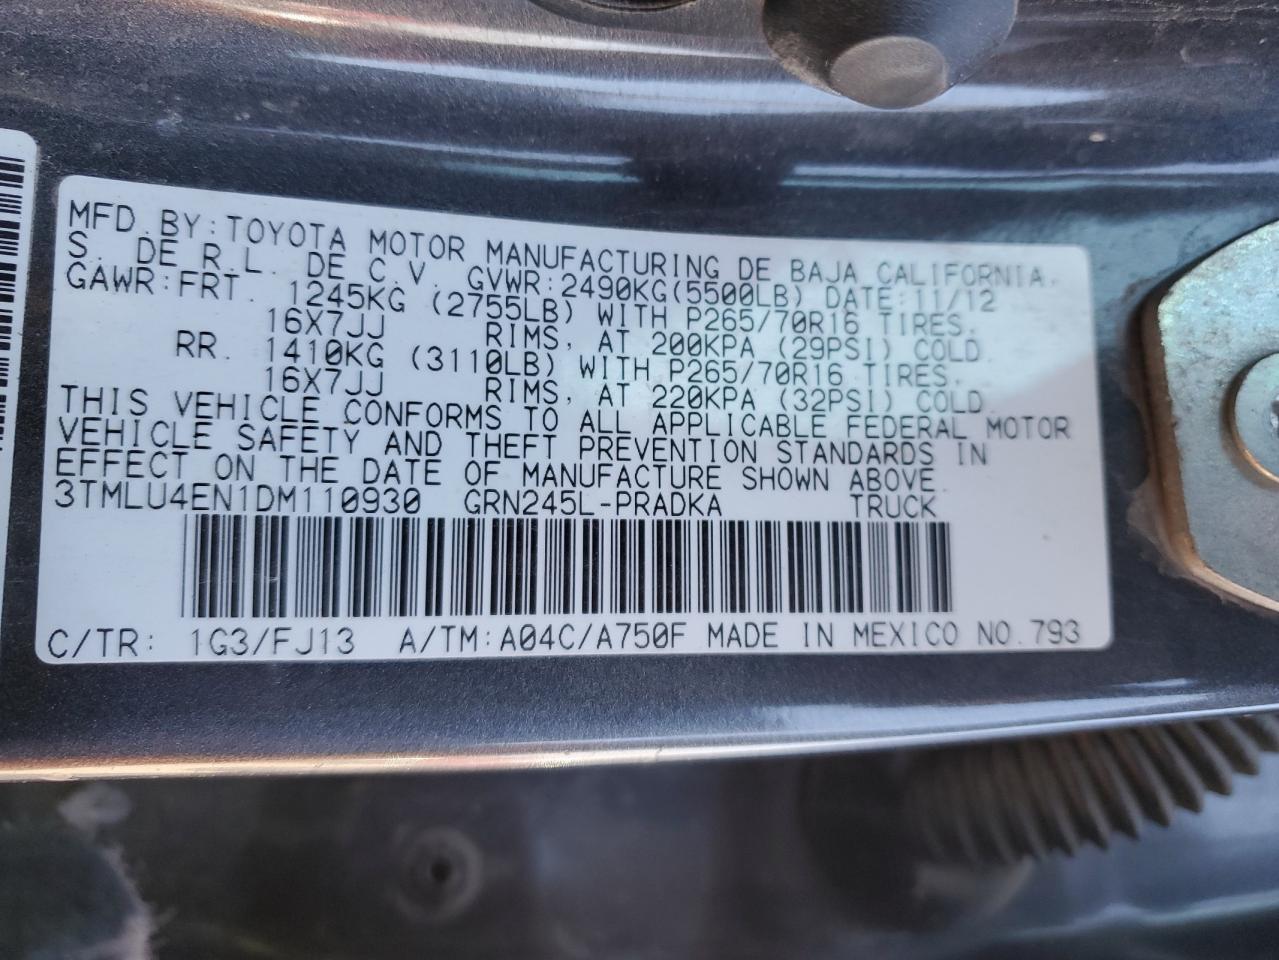 MFD. BY: TOYOTA MOTOR MANUFACTURING DE BAJA CALIFORNIA,
S. DE R. L. DE C. V. GVWR: 2490KG(5500LB) DATE: 11/12
GAWR: FRT. 1245KG (2755LB) WITH P265/70R16 TIRES,
16X7JJ RIMS, AT 200KPA (29PSI) COLD.
RR. 1410KG (3110LB) WITH P265/70R16 TIRES,
16X7JJ RIMS, AT 220KPA (32PSI) COLD.
THIS VEHICLE CONFORMS TO ALL APPLICABLE FEDERAL MOTOR
VEHICLE SAFETY AND THEFT PREVENTION STANDARDS IN
EFFECT ON THE DATE OF MANUFACTURE SHOWN ABOVE.
3TMLU4EN1DM110930 GRN245L-PRADKA TRUCK
C/TR: 1G3/FJ13 A/TM: A04C/A750F MADE IN MEXICO NO. 793